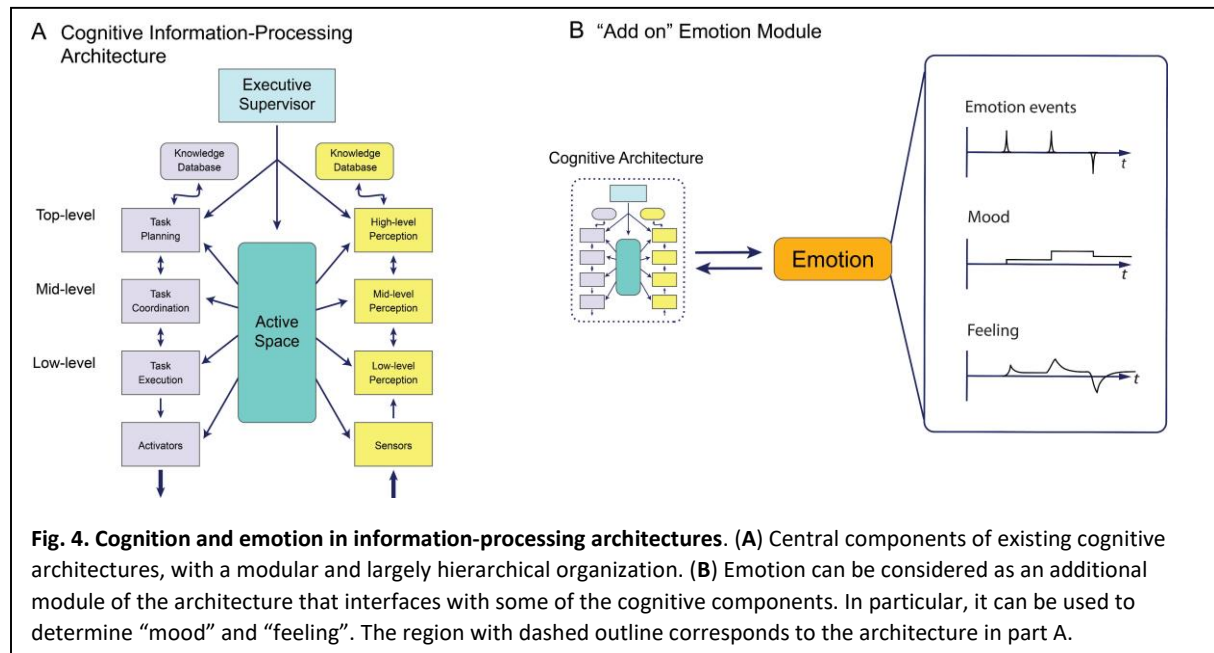 A Cognitive Information-Processing
Architecture
Executive
Supervisor
Knowledge
Database
Knowledge
Database
Top-level
Task
Planning
High-level
Perception
Mid-level
Task
Coordination
Active
Space
Mid-level
Perception
Low-level
Task
Execution
Low-level
Perception
Activators
Sensors
B “Add on” Emotion Module
Cognitive Architecture
Emotion
Emotion events
t
Mood
t
Feeling
t
Fig. 4. Cognition and emotion in information-processing architectures. (A) Central components of existing cognitive
architectures, with a modular and largely hierarchical organization. (B) Emotion can be considered as an additional
module of the architecture that interfaces with some of the cognitive components. In particular, it can be used to
determine “mood” and “feeling”. The region with dashed outline corresponds to the architecture in part A.